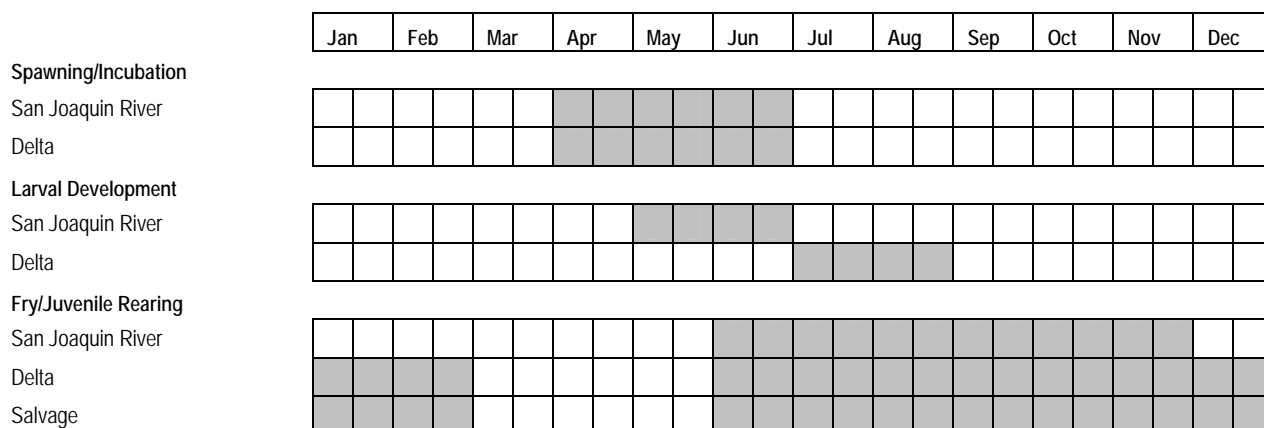 Jan Feb Mar Apr May Jun Jul Aug Sep Oct Nov Dec
Spawning/Incubation
San Joaquin River
Delta
Larval Development
San Joaquin River
Delta
Fry/Juvenile Rearing
San Joaquin River
Delta
Salvage